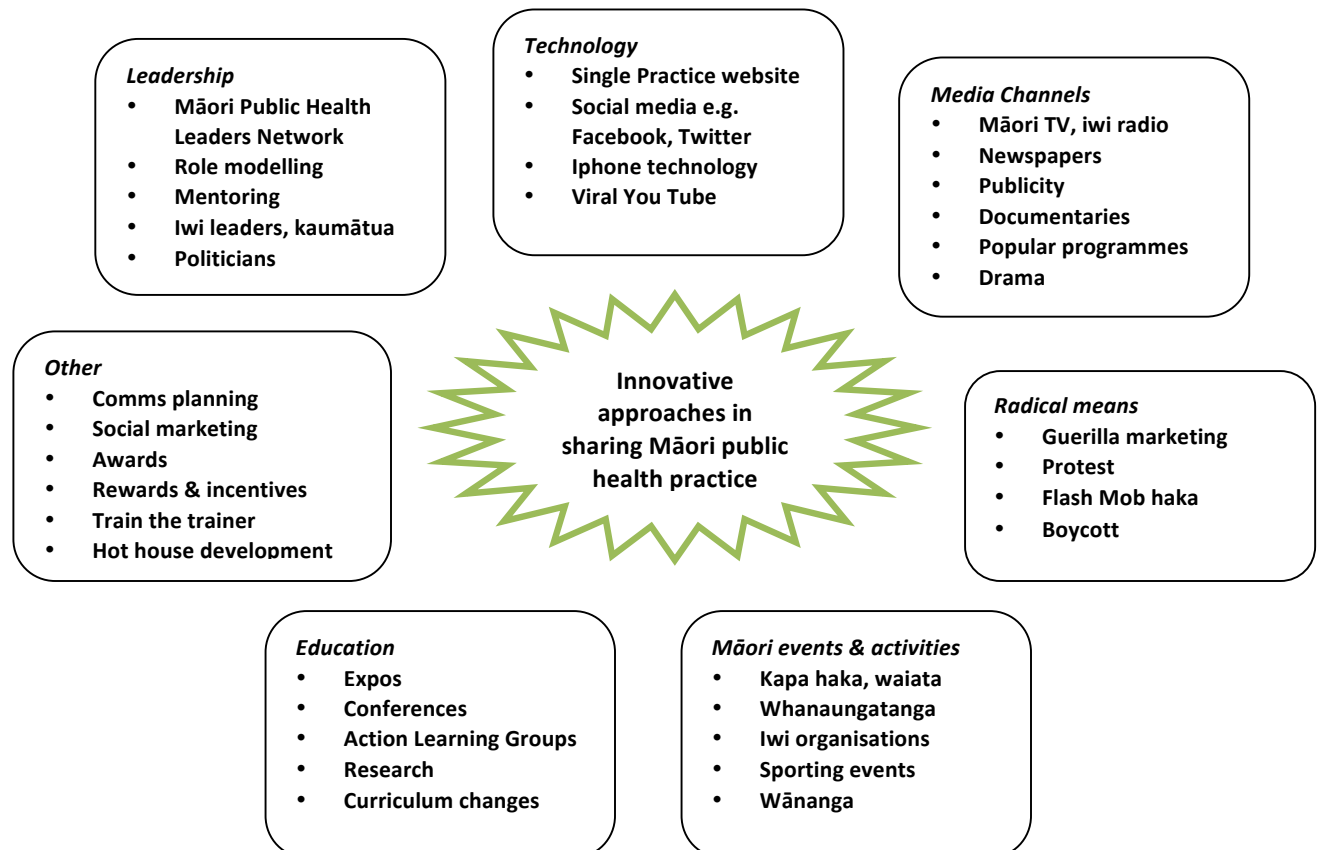 Leadership
• Māori Public Health
Leaders Network
• Role modelling
• Mentoring
• Iwi leaders, kaumātua
• Politicians
Technology
• Single Practice website
• Social media e.g.
Facebook, Twitter
• Iphone technology
• Viral You Tube
Media Channels
• Māori TV, iwi radio
• Newspapers
• Publicity
• Documentaries
• Popular programmes
• Drama
Other
• Comms planning
• Social marketing
• Awards
• Rewards & incentives
• Train the trainer
• Hot house development
Innovative
approaches in
sharing Māori public
health practice
Radical means
• Guerilla marketing
• Protest
• Flash Mob haka
• Boycott
Education
• Expos
• Conferences
• Action Learning Groups
• Research
• Curriculum changes
Māori events & activities
• Kapa haka, waiata
• Whanaungatanga
• Iwi organisations
• Sporting events
• Wānanga